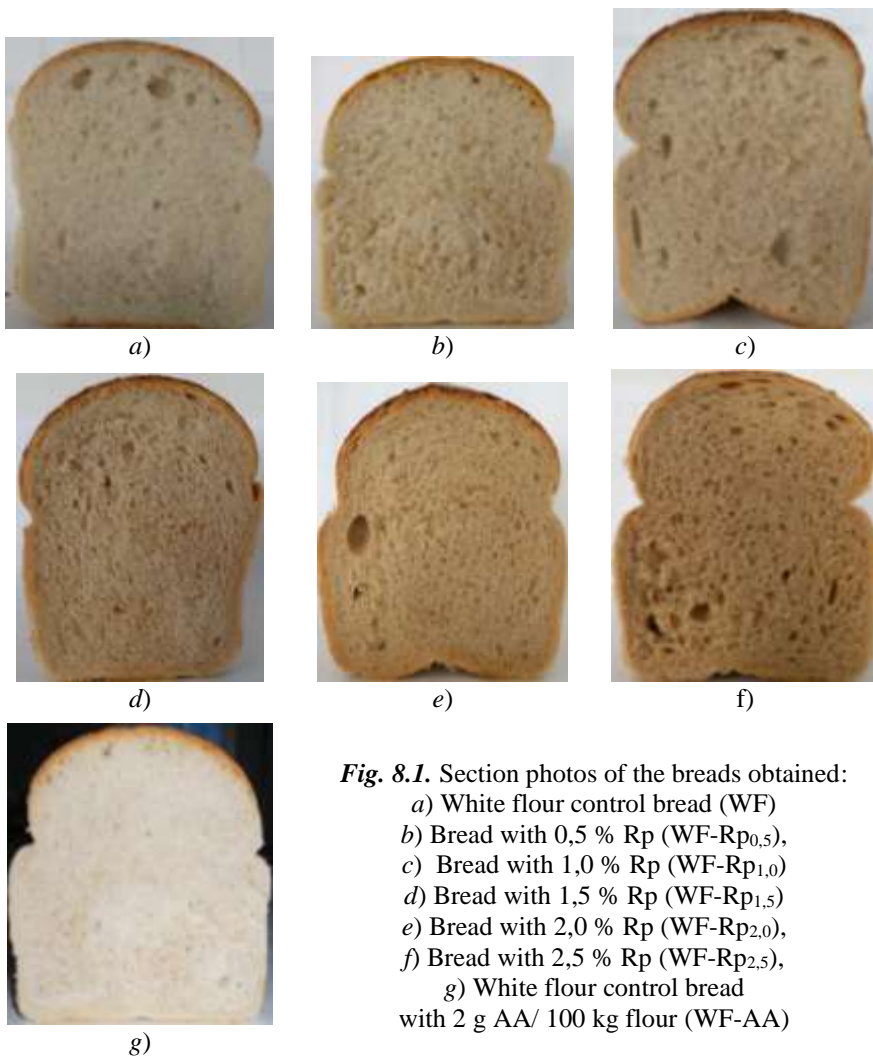 a)
b)
c)
d)
e)
f)
g)
Fig. 8.1. Section photos of the breads obtained:
a) White flour control bread (WF)
b) Bread with 0,5 % Rp (WF-Rp0,5),
c) Bread with 1,0 % Rp (WF-Rp1,0)
d) Bread with 1,5 % Rp (WF-Rp1,5)
e) Bread with 2,0 % Rp (WF-Rp2,0),
f) Bread with 2,5 % Rp (WF-Rp2,5),
g) White flour control bread
with 2 g AA/ 100 kg flour (WF-AA)